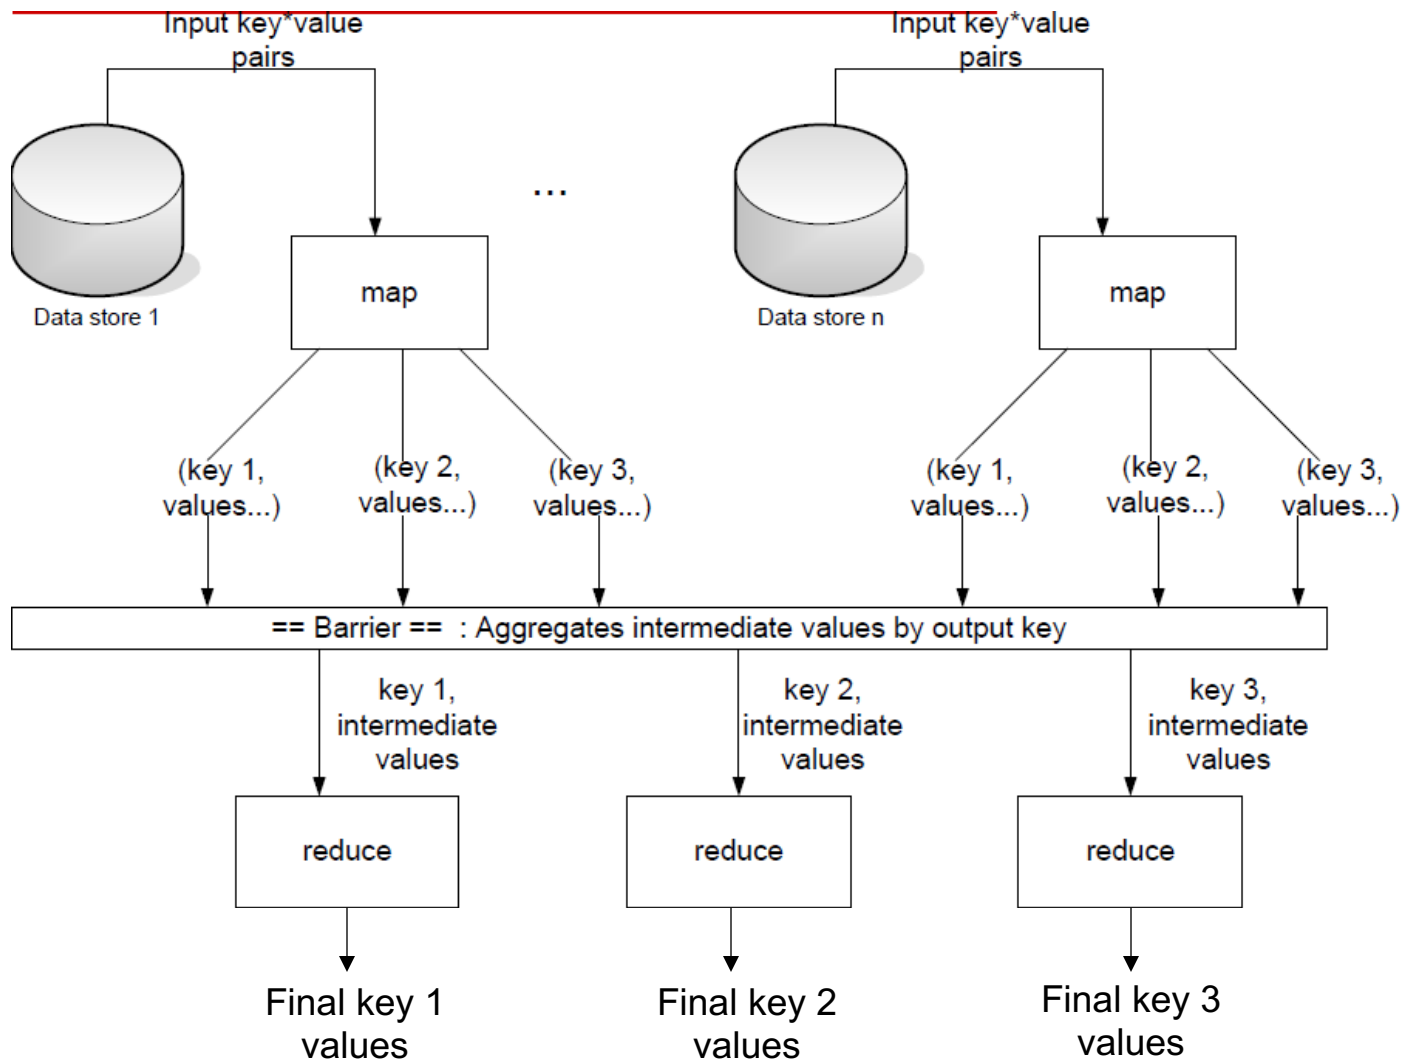 Input key*value
pairs
Input key*value
pairs
...
Data store 1
map
Data store n
map
(key 1,
values...)
(key 2,
values...)
(key 3,
values...)
(key 1,
values...)
(key 2,
values...)
(key 3,
values...)
== Barrier == : Aggregates intermediate values by output key
key 1,
intermediate
values
key 2,
intermediate
values
key 3,
intermediate
values
reduce
reduce
reduce
Final key 1
values
Final key 2
values
Final key 3
values